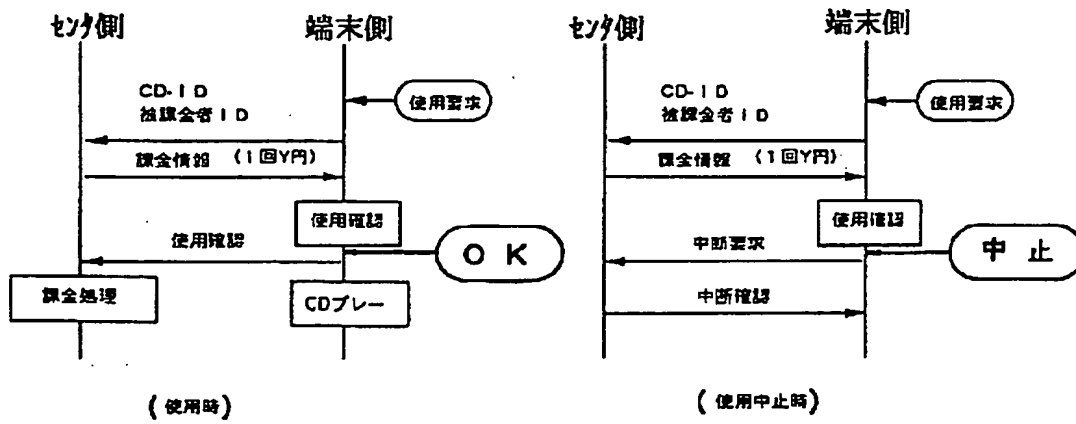 センタ側
端末側
使用要求
CD-ID
被課金者ID
課金情報 (1回Y円)
使用確認
使用確認
OK
課金処理
CDプレー
(使用時)
センタ側
端末側
使用要求
CD-ID
被課金者ID
課金情報 (1回Y円)
使用確認
中断要求
中止
中断確認
(使用中止時)